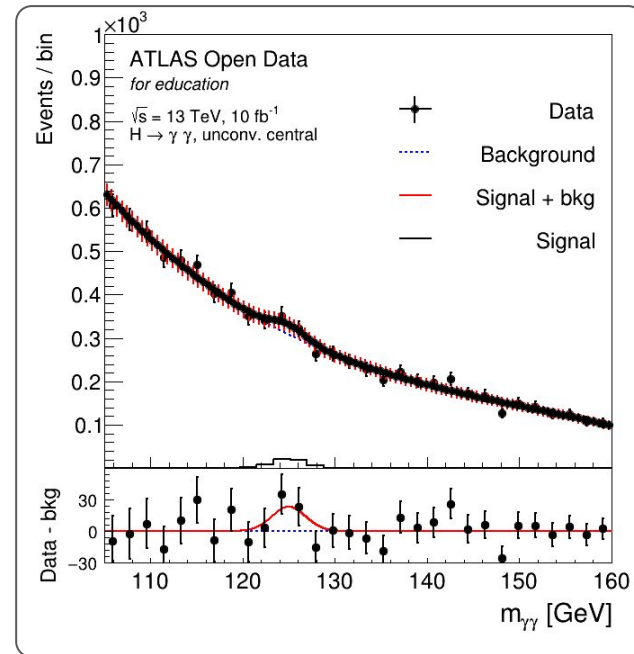 ×10³
Events / bin
1
0.9
0.8
0.7
0.6
0.5
0.4
0.3
0.2
0.1
ATLAS Open Data
for education
√s = 13 TeV, 10 fb⁻¹
H → γ γ, unconv. central
Data
Background
Signal + bkg
Signal
Data - bkg
30
0
−30
110 120 130 140 150 160
mγγ [GeV]